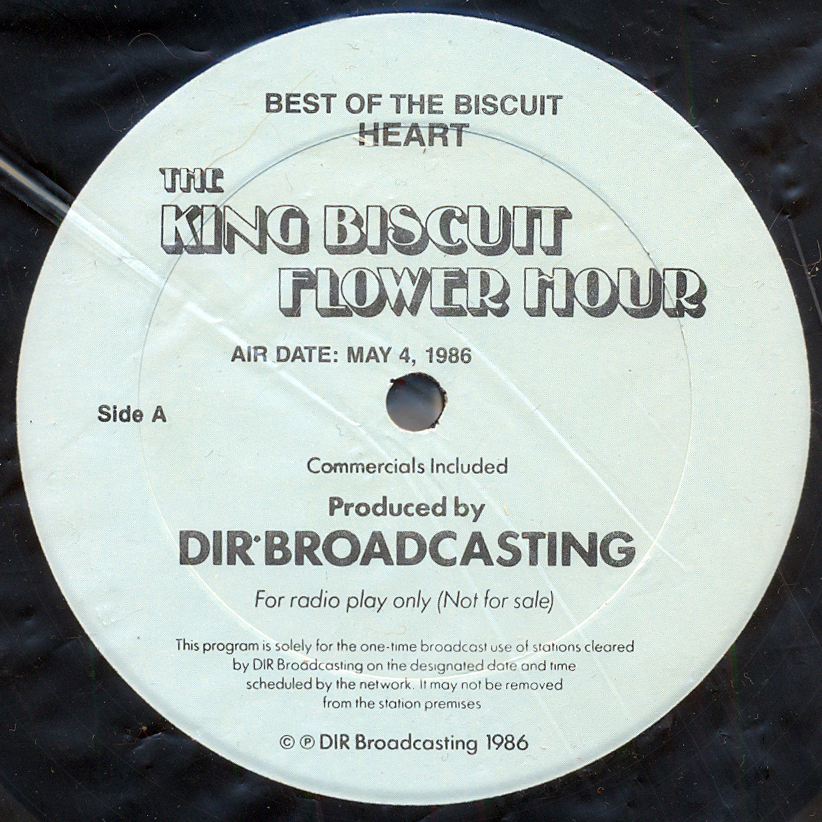 BEST OF THE BISCUIT
HEART
THE
KING BISCUIT
FLOWER HOUR
AIR DATE: MAY 4, 1986
Side A
Commercials Included
Produced by
DIR•BROADCASTING
For radio play only (Not for sale)
This program is solely for the one-time broadcast use of stations cleared
by DIR Broadcasting on the designated date and time
scheduled by the network. It may not be removed
from the station premises
© ℗ DIR Broadcasting 1986